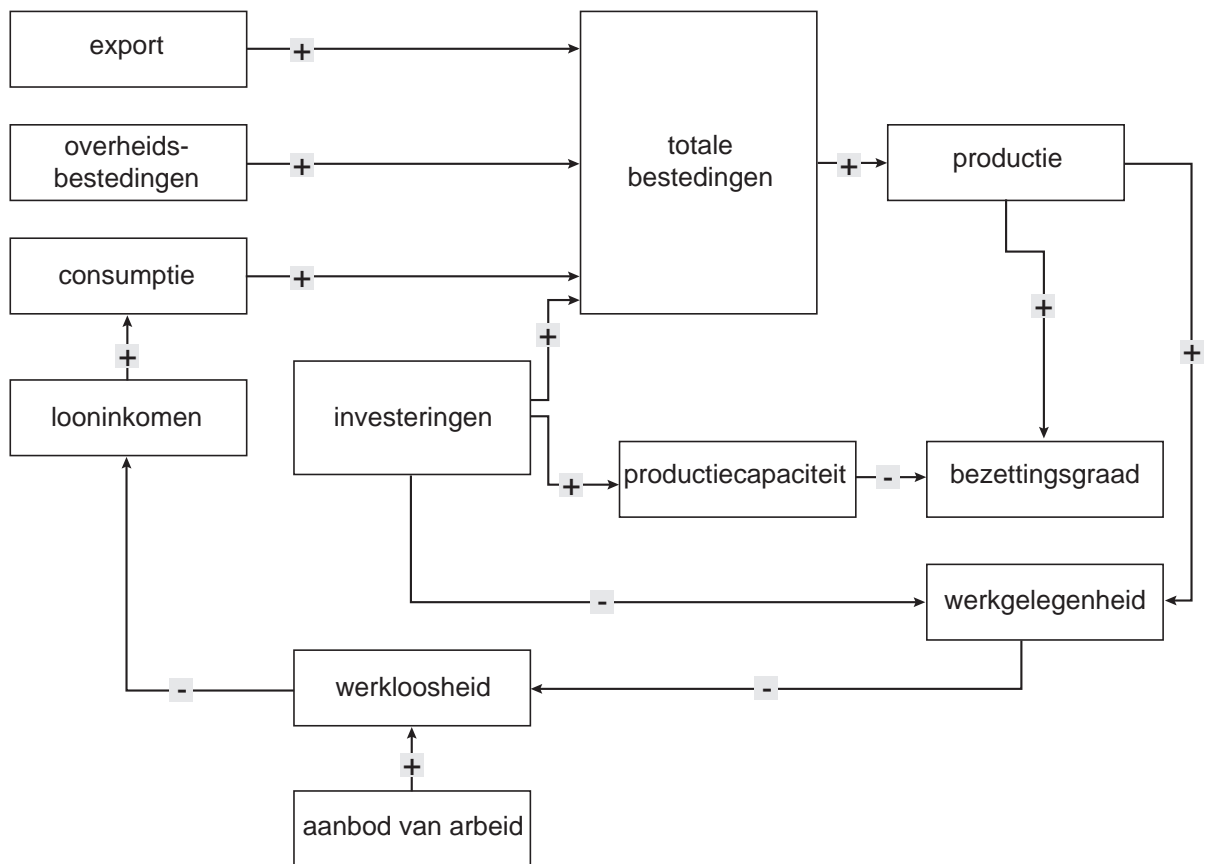 export
+
overheids-
bestedingen
+
totale
bestedingen
+
productie
consumptie
+
+
+
+
+
looninkomen
investeringen
+
productiecapaciteit
-
bezettingsgraad
-
werkgelegenheid
-
werkloosheid
-
+
aanbod van arbeid